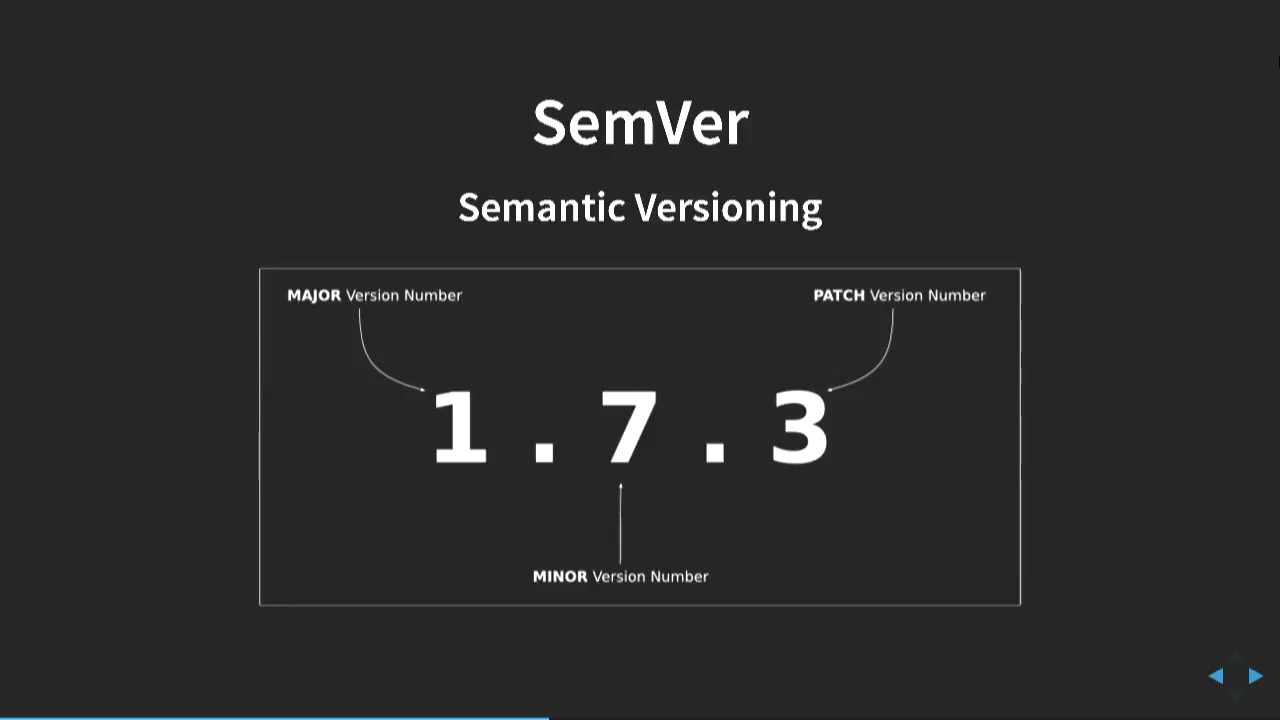 SemVer
Semantic Versioning
MAJOR Version Number
PATCH Version Number
1 . 7 . 3
MINOR Version Number